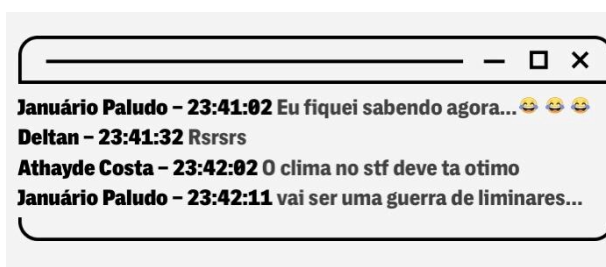 Januário Paludo – 23:41:02 Eu fiquei sabendo agora...😂 😂 😂
Deltan – 23:41:32 Rsrsrs
Athayde Costa – 23:42:02 O clima no stf deve ta otimo
Januário Paludo – 23:42:11 vai ser uma guerra de liminares...